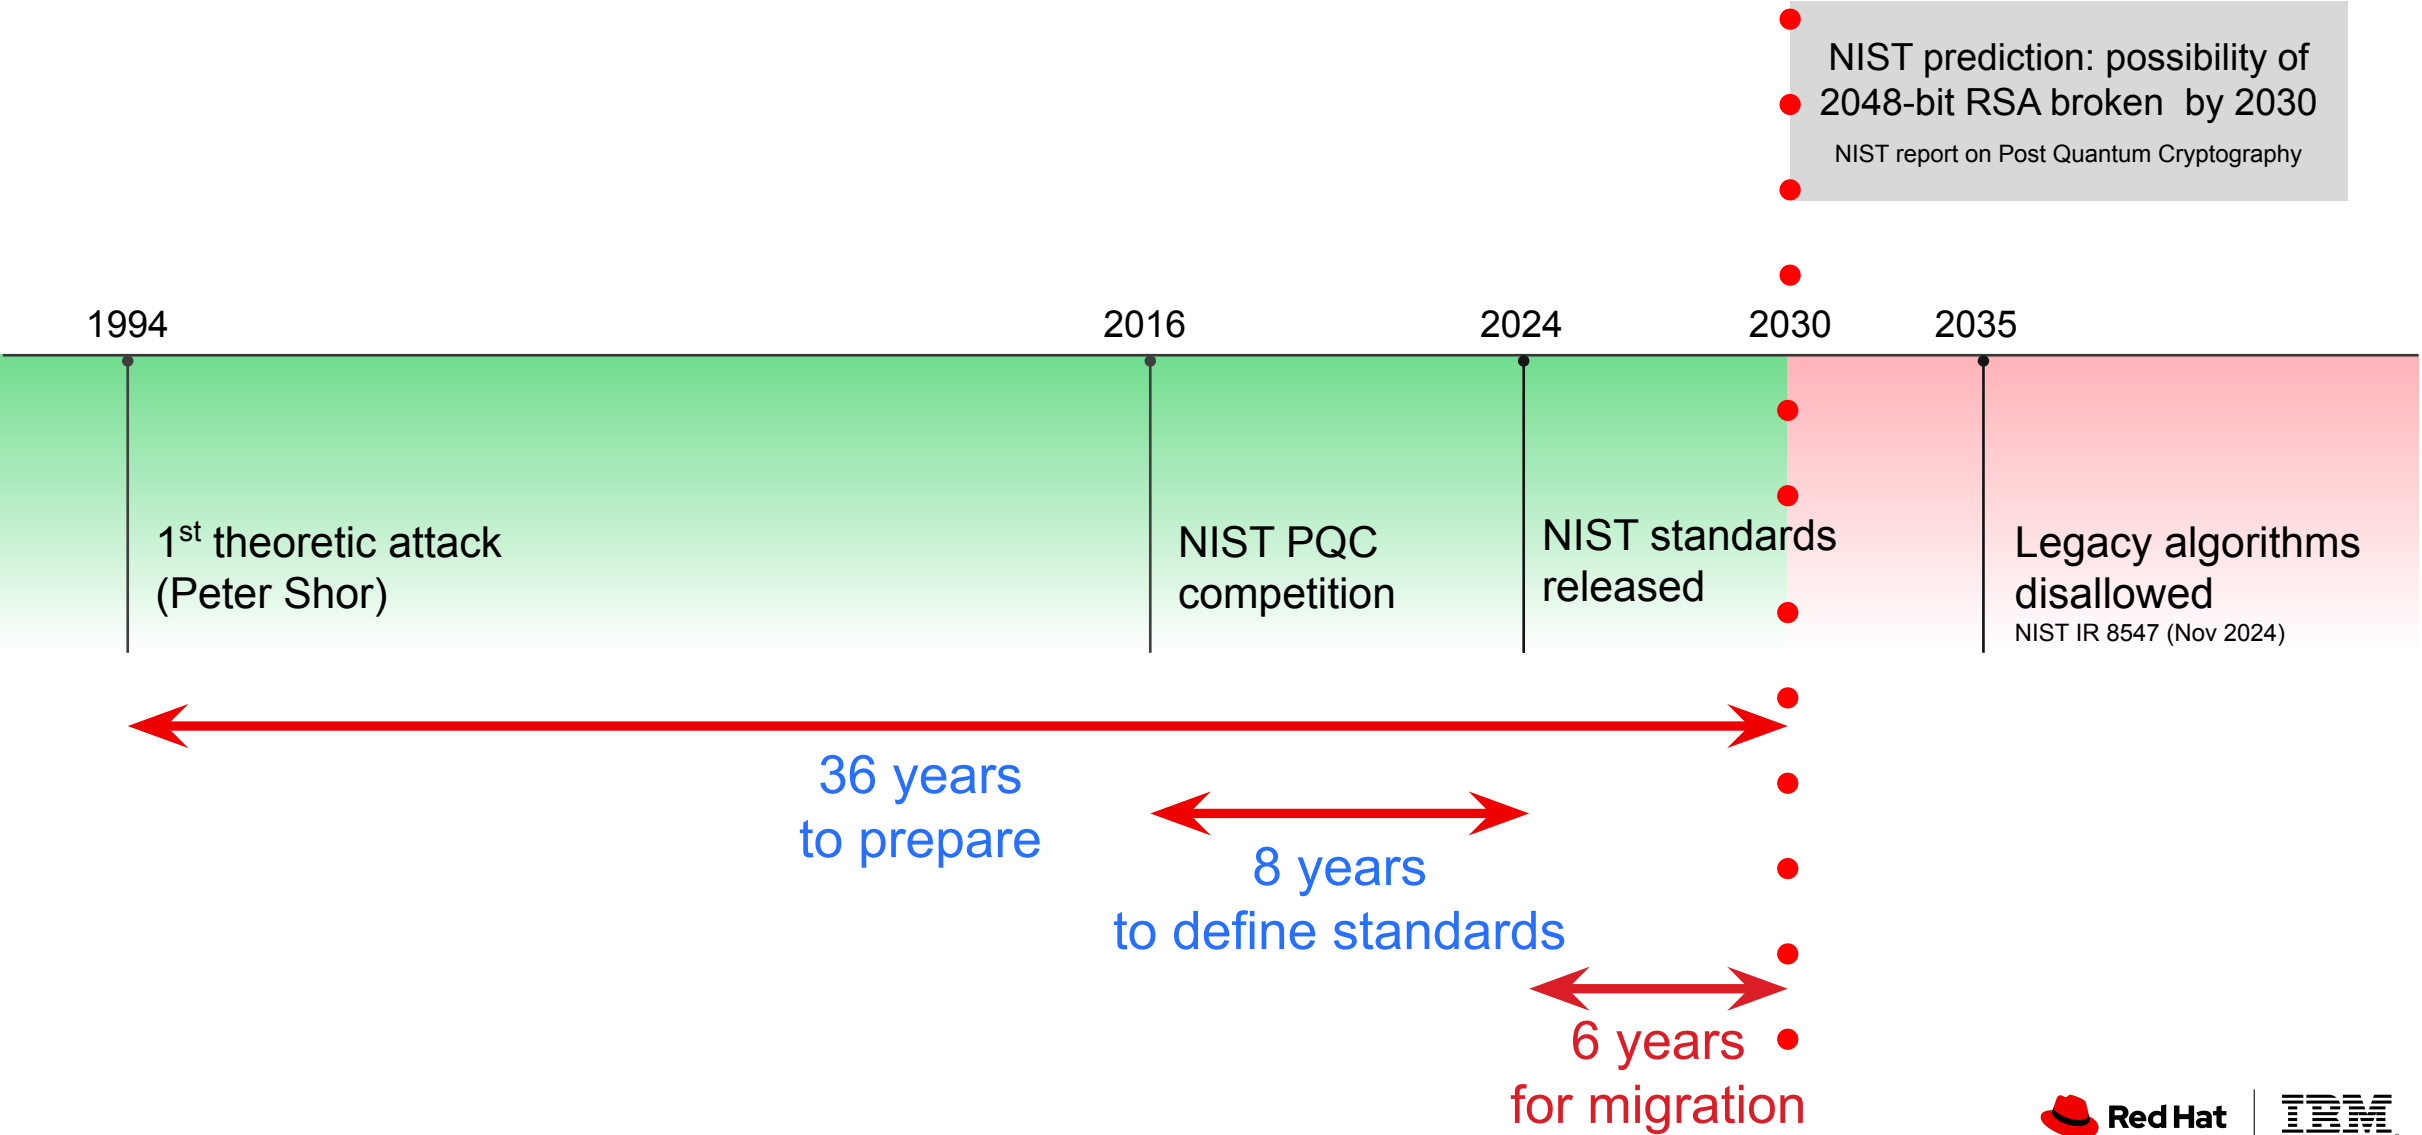 NIST prediction: possibility of
2048-bit RSA broken by 2030
NIST report on Post Quantum Cryptography
1994
2016
2024
2030
2035
1st theoretic attack
(Peter Shor)
NIST PQC
competition
NIST standards
released
Legacy algorithms
disallowed
NIST IR 8547 (Nov 2024)
36 years
to prepare
8 years
to define standards
6 years
for migration
Red Hat
IBM